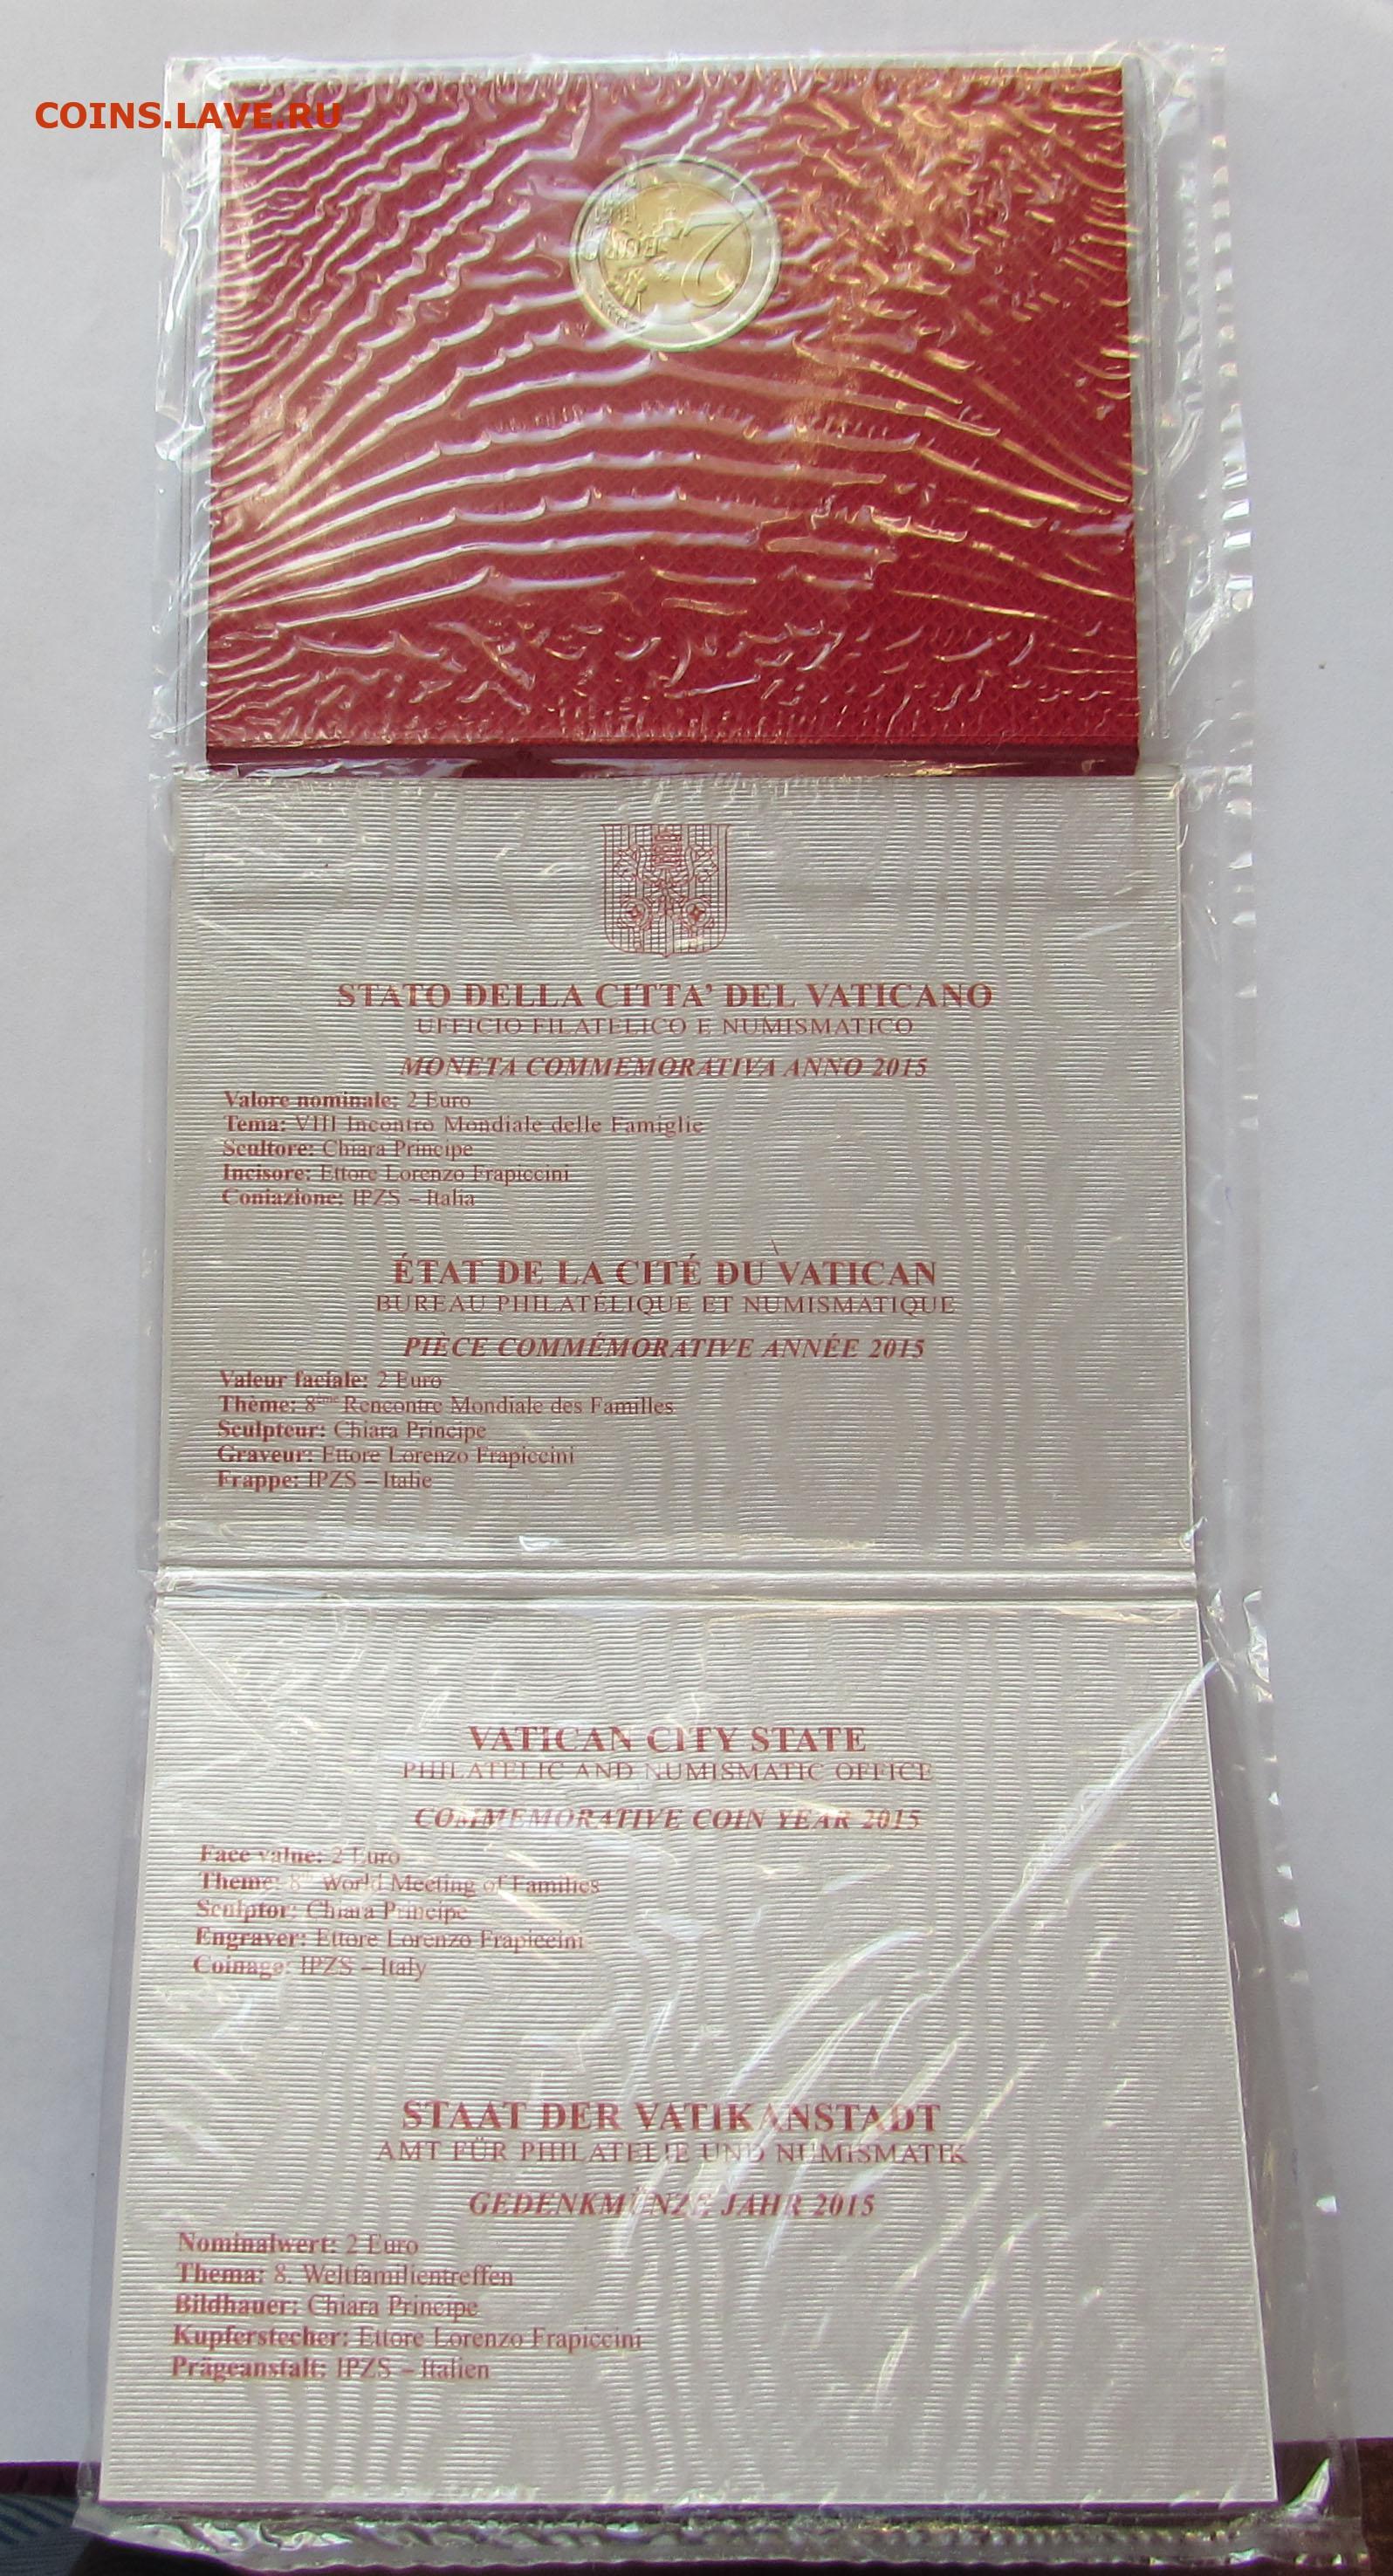 COINS.LAVE.RU
2
EURO
STATO DELLA CITTA' DEL VATICANO
UFFICIO FILATELICO E NUMISMATICO
MONETA COMMEMORATIVA ANNO 2015
Valore nominale: 2 Euro
Tema: VIII Incontro Mondiale delle Famiglie
Scultore: Chiara Principe
Incisore: Ettore Lorenzo Frapiccini
Coniazione: IPZS – Italia
ÉTAT DE LA CITÉ DU VATICAN
BUREAU PHILATÉLIQUE ET NUMISMATIQUE
PIÈCE COMMÉMORATIVE ANNÉE 2015
Valeur faciale: 2 Euro
Thème: 8ème Rencontre Mondiale des Familles
Sculpteur: Chiara Principe
Graveur: Ettore Lorenzo Frapiccini
Frappe: IPZS – Italie
VATICAN CITY STATE
PHILATELIC AND NUMISMATIC OFFICE
COMMEMORATIVE COIN YEAR 2015
Face value: 2 Euro
Theme: 8th World Meeting of Families
Sculptor: Chiara Principe
Engraver: Ettore Lorenzo Frapiccini
Coinage: IPZS – Italy
STAAT DER VATIKANSTADT
AMT FÜR PHILATELIE UND NUMISMATIK
GEDENKMÜNZE JAHR 2015
Nominalwert: 2 Euro
Thema: 8. Weltfamilientreffen
Bildhauer: Chiara Principe
Kupferstecher: Ettore Lorenzo Frapiccini
Prägeanstalt: IPZS – Italien